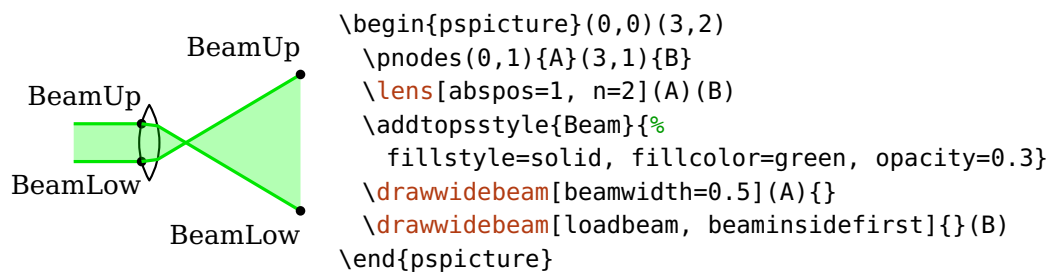 BeamUp
BeamUp
BeamLow
BeamLow
\begin{pspicture}(0,0)(3,2)
\pnodes(0,1){A}(3,1){B}
\lens[abspos=1, n=2](A)(B)
\addtopsstyle{Beam}{%
fillstyle=solid, fillcolor=green, opacity=0.3}
\drawwidebeam[beamwidth=0.5](A){}
\drawwidebeam[loadbeam, beaminsidefirst]{}(B)
\end{pspicture}